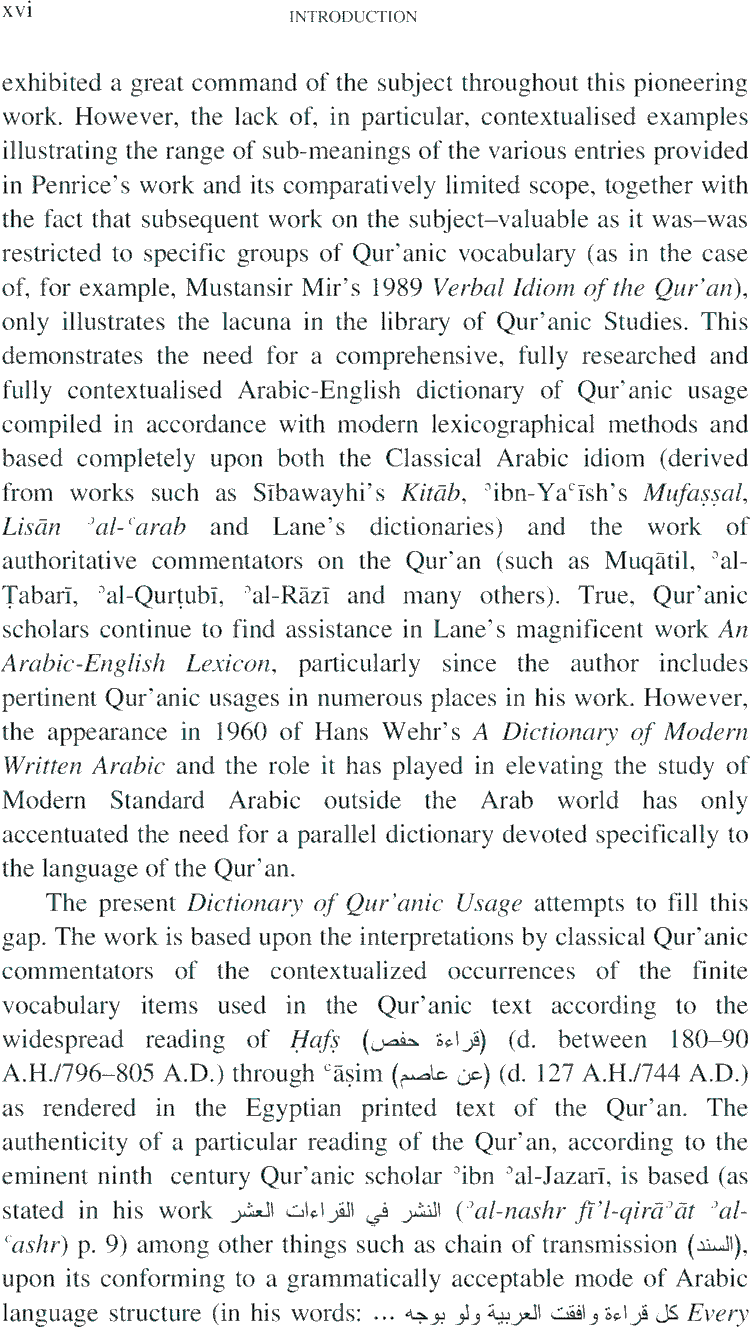 xvi
INTRODUCTION
exhibited a great command of the subject throughout this pioneering
work. However, the lack of, in particular, contextualised examples
illustrating the range of sub-meanings of the various entries provided
in Penrice's work and its comparatively limited scope, together with
the fact that subsequent work on the subject–valuable as it was–was
restricted to specific groups of Qur'anic vocabulary (as in the case
of, for example, Mustansir Mir's 1989 Verbal Idiom of the Qur'an),
only illustrates the lacuna in the library of Qur'anic Studies. This
demonstrates the need for a comprehensive, fully researched and
fully contextualised Arabic-English dictionary of Qur'anic usage
compiled in accordance with modern lexicographical methods and
based completely upon both the Classical Arabic idiom (derived
from works such as Sībawayhi's Kitāb, ʾibn-Yaʿīsh's Mufaṣṣal,
Lisān ʾal-ʿarab and Lane's dictionaries) and the work of
authoritative commentators on the Qur'an (such as Muqātil, ʾal-
Ṭabarī, ʾal-Qurṭubī, ʾal-Rāzī and many others). True, Qur'anic
scholars continue to find assistance in Lane's magnificent work An
Arabic-English Lexicon, particularly since the author includes
pertinent Qur'anic usages in numerous places in his work. However,
the appearance in 1960 of Hans Wehr's A Dictionary of Modern
Written Arabic and the role it has played in elevating the study of
Modern Standard Arabic outside the Arab world has only
accentuated the need for a parallel dictionary devoted specifically to
the language of the Qur'an.
The present Dictionary of Qur'anic Usage attempts to fill this
gap. The work is based upon the interpretations by classical Qur'anic
commentators of the contextualized occurrences of the finite
vocabulary items used in the Qur'anic text according to the
widespread reading of Ḥafṣ (قراءة حفص) (d. between 180–90
A.H./796–805 A.D.) through ʿāṣim (عن عاصم) (d. 127 A.H./744 A.D.)
as rendered in the Egyptian printed text of the Qur'an. The
authenticity of a particular reading of the Qur'an, according to the
eminent ninth century Qur'anic scholar ʾibn ʾal-Jazarī, is based (as
stated in his work النشر في القراءات العشر (ʾal-nashr fī'l-qirāʾāt ʾal-
ʿashr) p. 9) among other things such as chain of transmission (السند),
upon its conforming to a grammatically acceptable mode of Arabic
language structure (in his words: ... كل قراءة وافقت العربية ولو بوجه Every